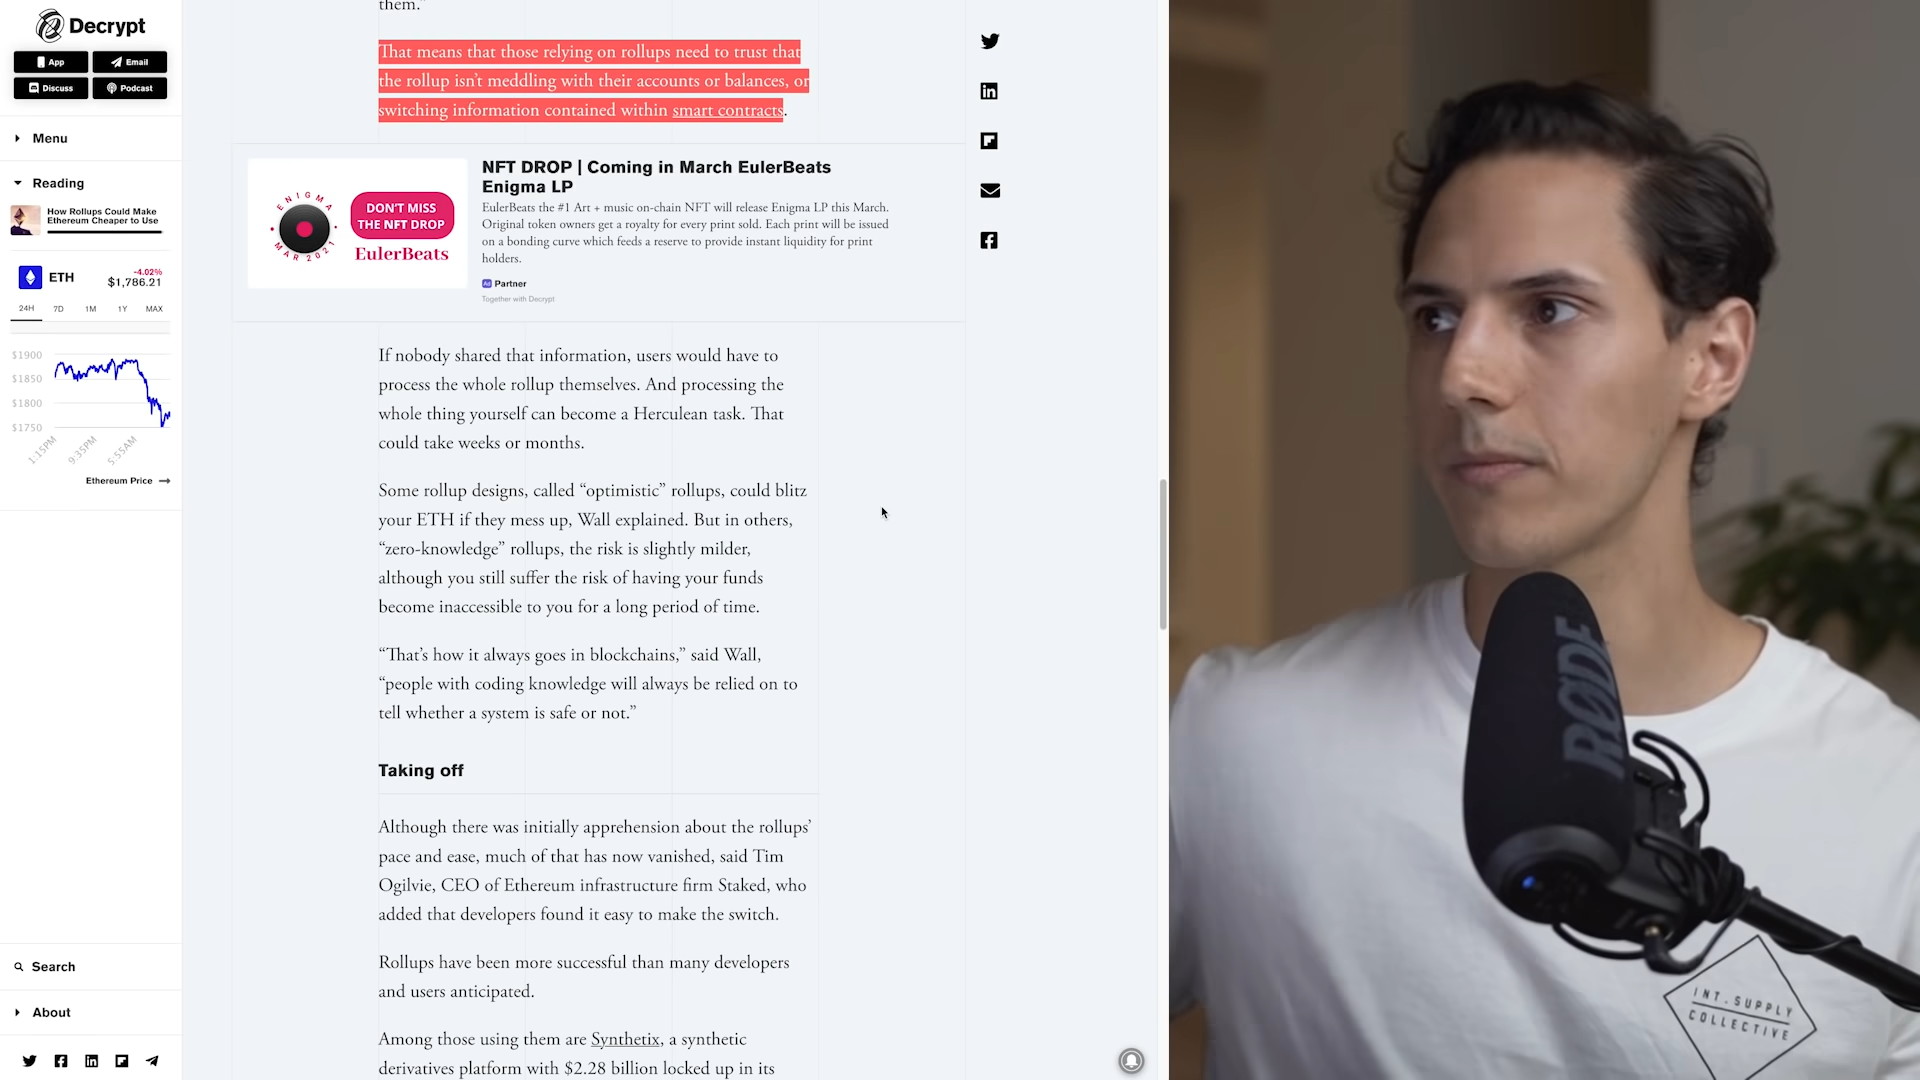 Decrypt
App
Email
Discuss
Podcast
Menu
Reading
How Rollups Could Make
Ethereum Cheaper to Use
ETH
-4.02%
$1,786.21
24H 7D 1M 1Y MAX
$1900
$1850
$1800
$1750
1:15PM 9:35PM 5:55AM
Ethereum Price
Search
About
them.”
That means that those relying on rollups need to trust that
the rollup isn’t meddling with their accounts or balances, or
switching information contained within smart contracts.
ENIGMA
MAR 2021
DON'T MISS
THE NFT DROP
EulerBeats
NFT DROP | Coming in March EulerBeats
Enigma LP
EulerBeats the #1 Art + music on-chain NFT will release Enigma LP this March.
Original token owners get a royalty for every print sold. Each print will be issued
on a bonding curve which feeds a reserve to provide instant liquidity for print
holders.
Ad Partner
Together with Decrypt
If nobody shared that information, users would have to
process the whole rollup themselves. And processing the
whole thing yourself can become a Herculean task. That
could take weeks or months.
Some rollup designs, called “optimistic” rollups, could blitz
your ETH if they mess up, Wall explained. But in others,
“zero-knowledge” rollups, the risk is slightly milder,
although you still suffer the risk of having your funds
become inaccessible to you for a long period of time.
“That’s how it always goes in blockchains,” said Wall,
“people with coding knowledge will always be relied on to
tell whether a system is safe or not.”
Taking off
Although there was initially apprehension about the rollups’
pace and ease, much of that has now vanished, said Tim
Ogilvie, CEO of Ethereum infrastructure firm Staked, who
added that developers found it easy to make the switch.
Rollups have been more successful than many developers
and users anticipated.
Among those using them are Synthetix, a synthetic
derivatives platform with $2.28 billion locked up in its
RØDE
INT. SUPPLY
COLLECTIVE